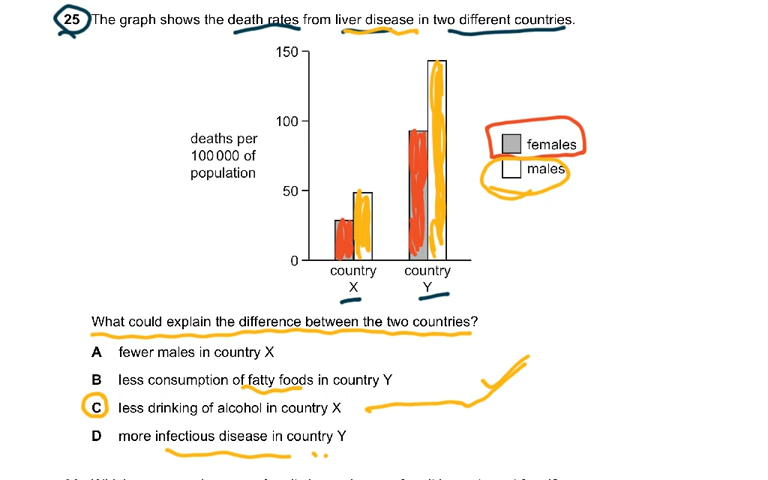 25 The graph shows the death rates from liver disease in two different countries.
150
100
50
0
deaths per
100 000 of
population
females
males
country
X
country
Y
What could explain the difference between the two countries?
A fewer males in country X
B less consumption of fatty foods in country Y
C less drinking of alcohol in country X
D more infectious disease in country Y